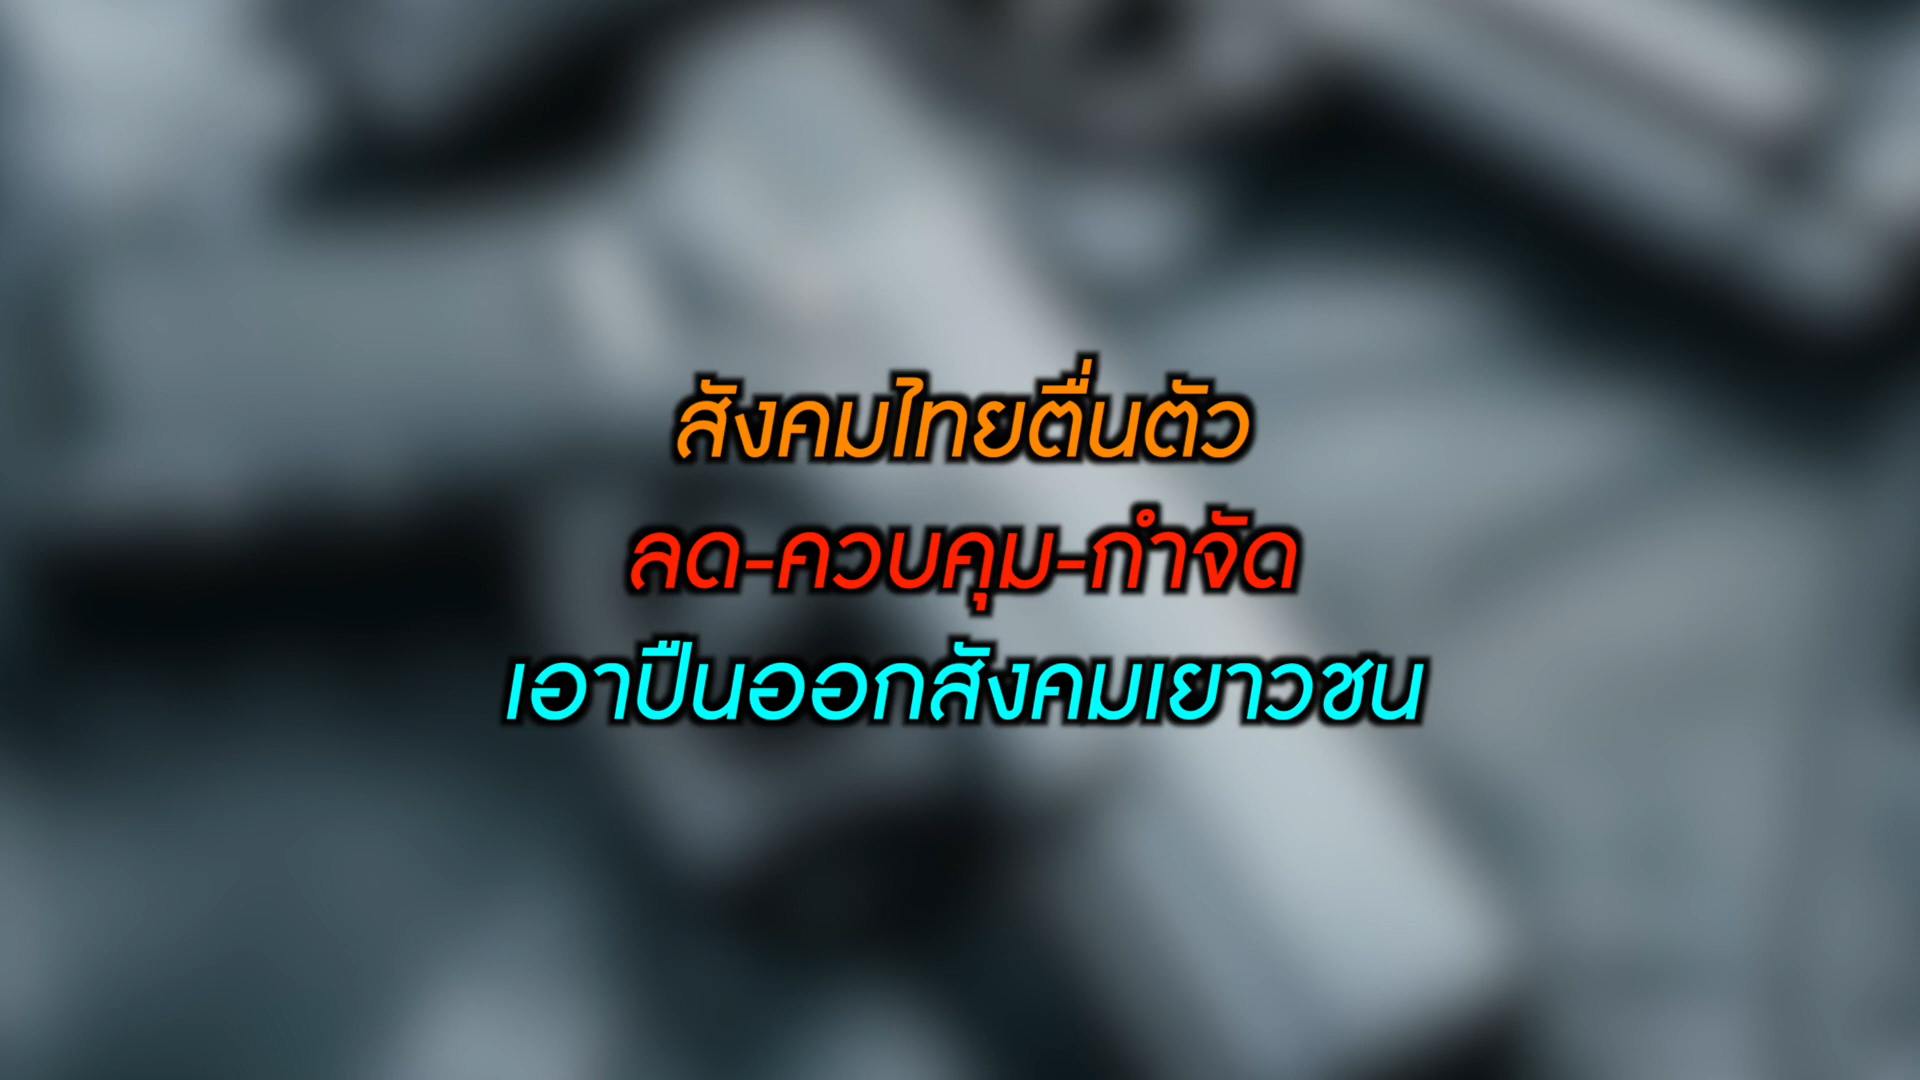 สังคมไทยตื่นตัว
ลด-ควบคุม-กำจัด
เอาปืนออกสังคมเยาวชน